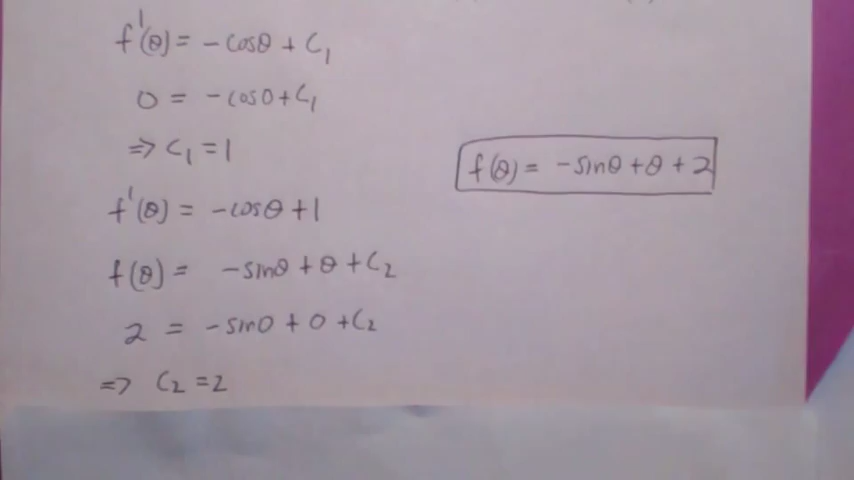 f'(θ) = -cosθ + C₁
0 = -cos0 + C₁
⇒ C₁ = 1
f'(θ) = -cosθ + 1
f(θ) = -sinθ + θ + C₂
2 = -sin0 + 0 + C₂
⇒ C₂ = 2
f(θ) = -sinθ + θ + 2